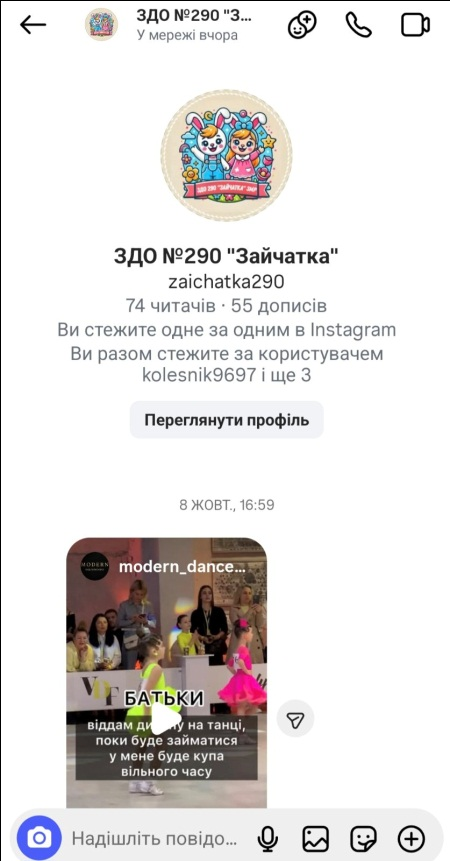 ЗДО №290 "З...
У мережі вчора
ЗДО 290 "ЗАЙЧАТКА" ЗМР
ЗДО №290 "Зайчатка"
zaichatka290
74 читачів · 55 дописів
Ви стежите одне за одним в Instagram
Ви разом стежите за користувачем
kolesnik9697 і ще 3
Переглянути профіль
8 ЖОВТ., 16:59
MODERN
modern_dance...
БАТЬКИ
віддам ди ну на танці,
поки буде займатися
у мене буде купа
вільного часу
Надішліть повідо...